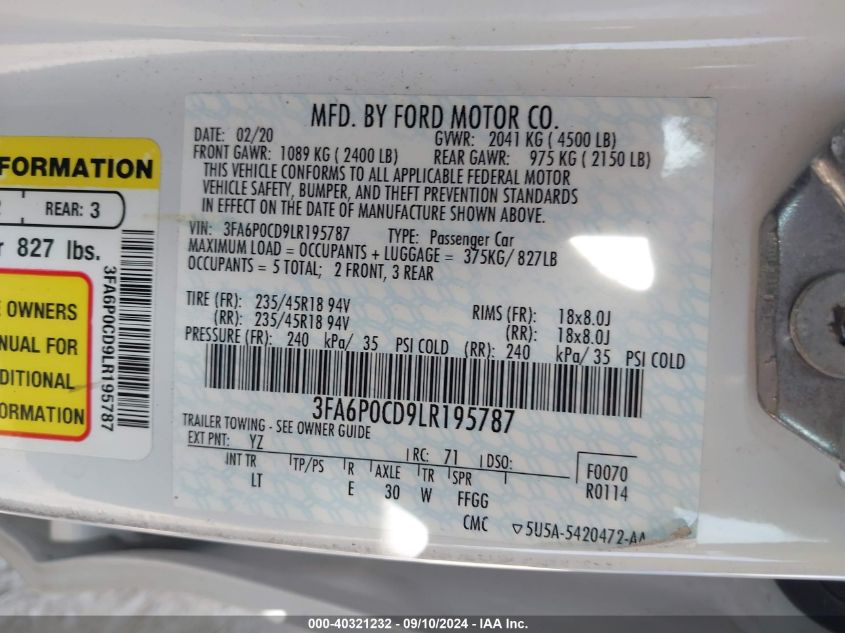 FORMATION
REAR: 3
827 lbs.
3FA6P0CD9LR195787
OWNERS
FOR
MFD. BY FORD MOTOR CO.
DATE: 02/20 GVWR: 2041 KG ( 4500 LB)
FRONT GAWR: 1089 KG ( 2400 LB) REAR GAWR: 975 KG ( 2150 LB)
THIS VEHICLE CONFORMS TO ALL APPLICABLE FEDERAL MOTOR
VEHICLE SAFETY, BUMPER, AND THEFT PREVENTION STANDARDS
IN EFFECT ON THE DATE OF MANUFACTURE SHOWN ABOVE.
VIN: 3FA6P0CD9LR195787 TYPE: Passenger Car
MAXIMUM LOAD = OCCUPANTS + LUGGAGE = 375KG/ 827LB
OCCUPANTS = 5 TOTAL; 2 FRONT, 3 REAR
TIRE (FR): 235/45R18 94V RIMS (FR): 18x8.0J
(RR): 235/45R18 94V (RR): 18x8.0J
PRESSURE (FR): 240 kPa/ 35 PSI COLD (RR): 240 kPa/ 35 PSI COLD
3FA6P0CD9LR195787
TRAILER TOWING - SEE OWNER GUIDE
EXT PNT: YZ RC: 71 DSO:
INT TR TP/PS R AXLE TR SPR F0070
LT E 30 W FFGG R0114
CMC 5U5A-5420472-AA
000-40321232 - 09/10/2024 - IAA Inc.